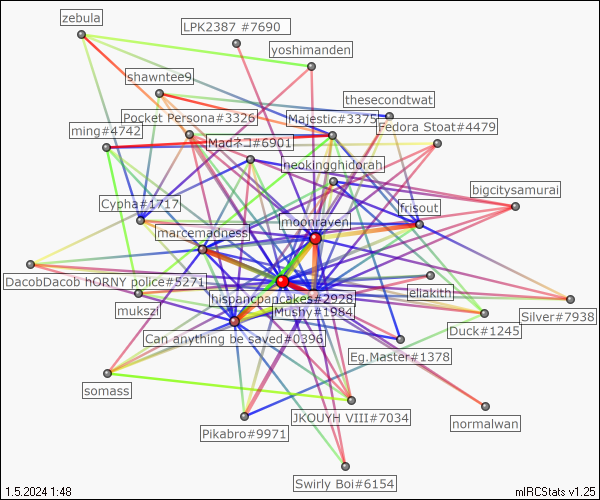 zebula
LPK2387 #7690
yoshimanden
shawntee9
thesecondtwat
Pocket Persona#3326
Majestic#3375
Fedora Stoat#4479
ming#4742
Madネコ#6901
heokingghidorah
bigcitysamurai
Cypha#1717
frisout
moonraven
marcemadness
DacobDacob hORNY police#5271
ellakith
hispancpancakes#2928
mukszi
Mushy#1984
Silver#7938
Duck#1245
Can anything be saved#0396
Eg.Master#1378
somass
JKOUYH VIII#7034
normalwan
Pikabro#9971
Swirly Boi#6154
1.5.2024 1:48
mIRCStats v1.25